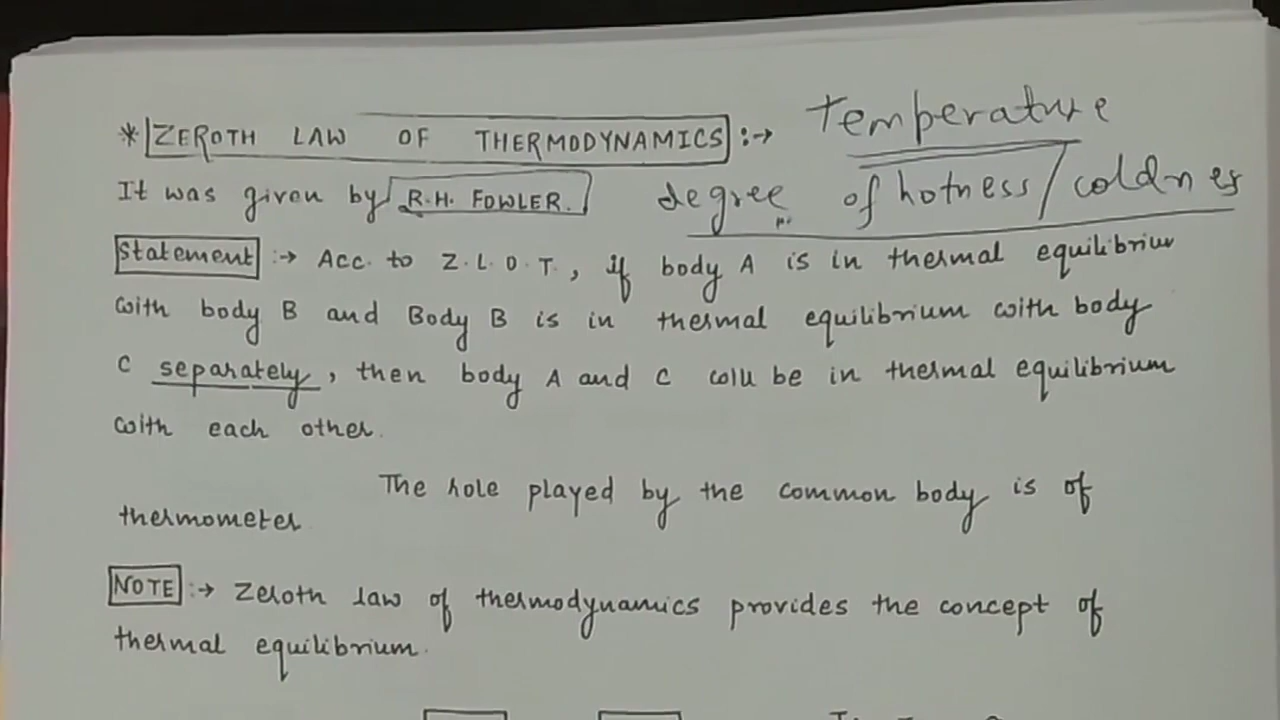 * ZEROTH LAW OF THERMODYNAMICS :→ Temperature
It was given by R.H. FOWLER. degree of hotness/coldnes
Statement :→ Acc. to Z.L.O.T., if body A is in thermal equilibrium
with body B and Body B is in thermal equilibrium with body
C separately, then body A and C will be in thermal equilibrium
with each other.
The role played by the common body is of
thermometer
NOTE :→ Zeroth law of thermodynamics provides the concept of
thermal equilibrium.